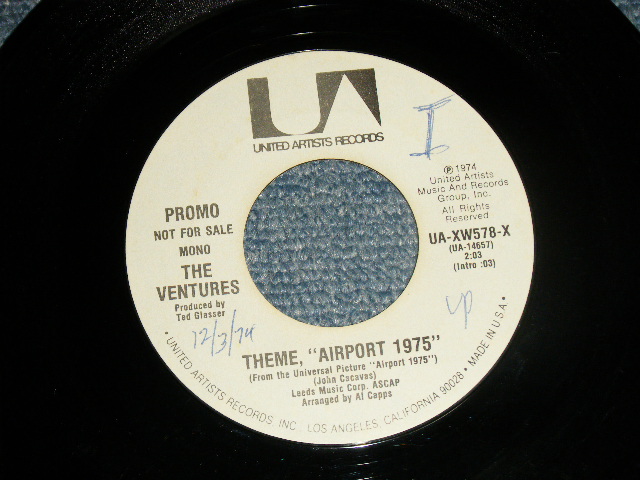 UA
UNITED ARTISTS RECORDS
I
℗ 1974
United Artists
Music And Records
Group, Inc.
All Rights
Reserved
PROMO
NOT FOR SALE
MONO
THE
VENTURES
Produced by
Ted Glasser
12/3/74
UA-XW578-X
(UA-14657)
2:03
(Intro :03)
up
THEME, "AIRPORT 1975"
(From the Universal Picture "Airport 1975")
(John Cacavas)
Leeds Music Corp. ASCAP
Arranged by Al Capps
• UNITED ARTISTS RECORDS, INC., LOS ANGELES, CALIFORNIA 90028 • MADE IN U.S.A. •